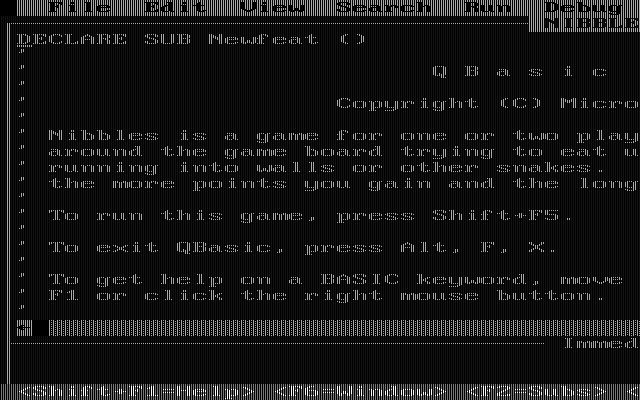 File Edit View Search Run Debug
NIBBLE
DECLARE SUB Newfeat ()
'
' Q B a s i c
'
' Copyright (C) Micro
'
' Nibbles is a game for one or two play
' around the game board trying to eat u
' running into walls or other snakes.
' the more points you gain and the long
'
' To run this game, press Shift+F5.
'
' To exit QBasic, press Alt, F, X.
'
' To get help on a BASIC keyword, move
' F1 or click the right mouse button.
'
Immed
<Shift+F1=Help> <F6=Window> <F2=Subs> <